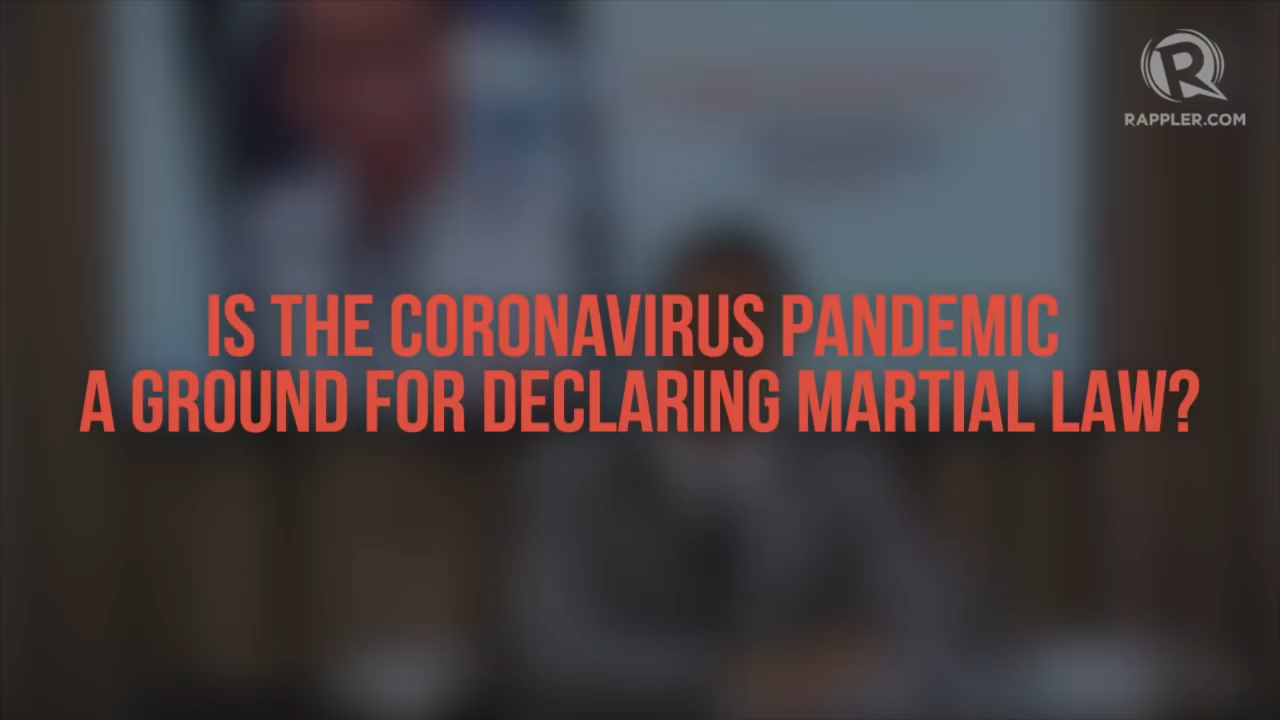 RAPPLER.COM
IS THE CORONAVIRUS PANDEMIC
A GROUND FOR DECLARING MARTIAL LAW?